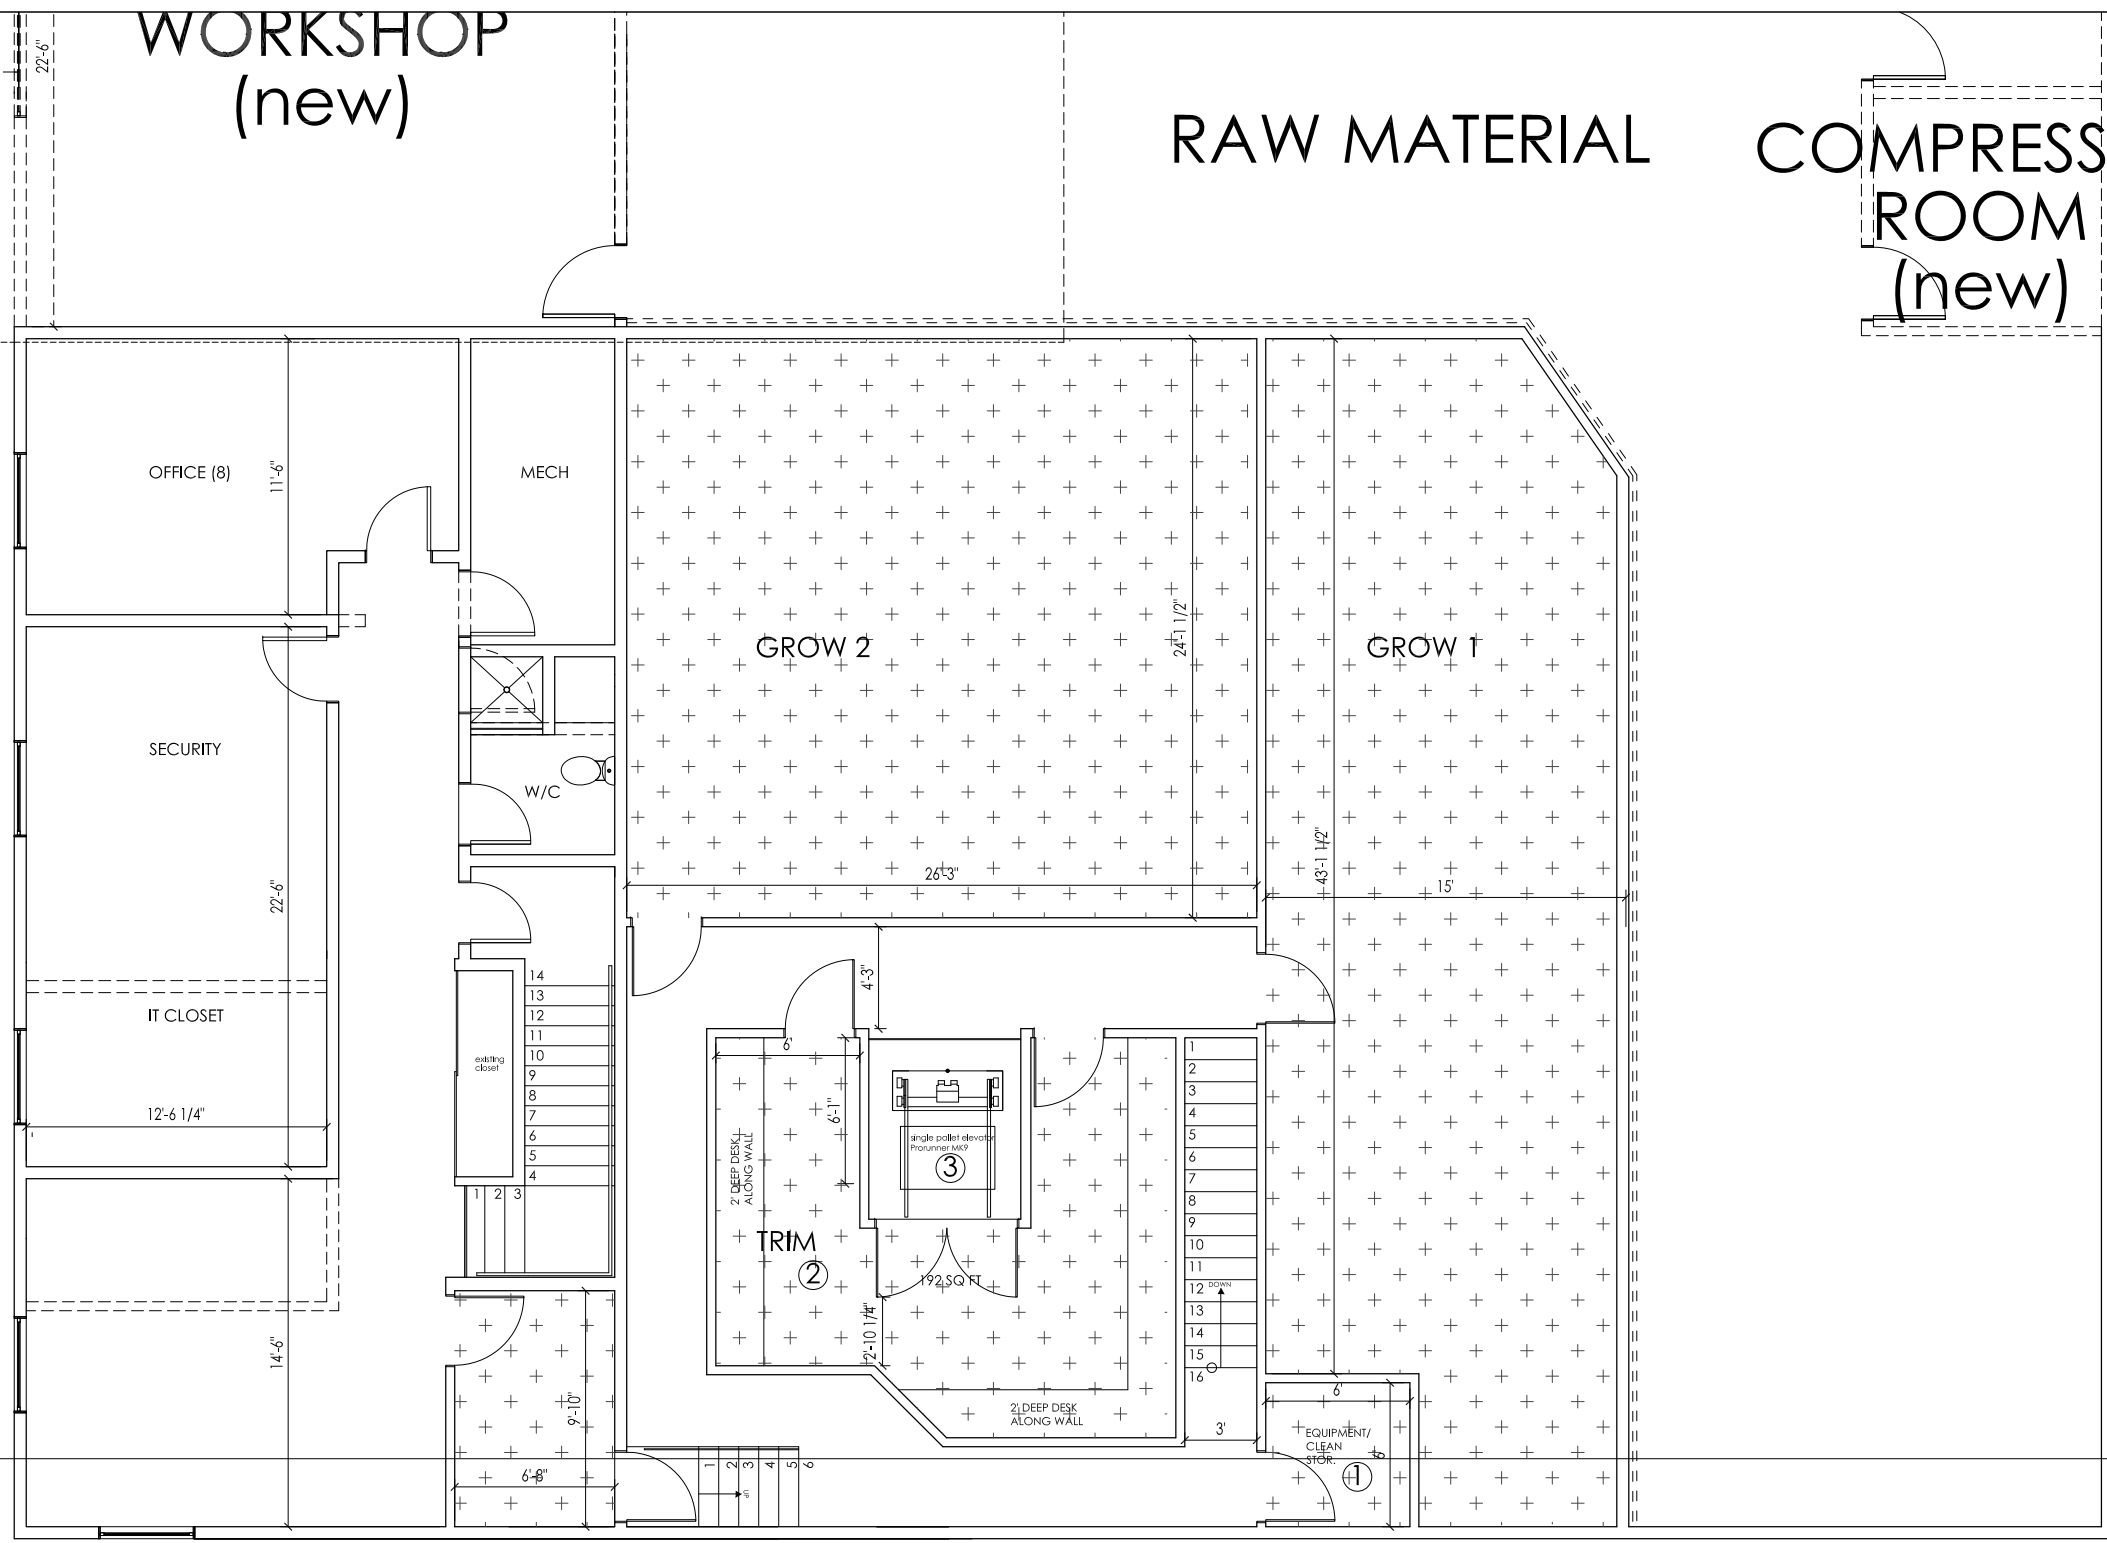 WORKSHOP
(new)
22'-6"
RAW MATERIAL
COMPRESS
ROOM
(new)
OFFICE (8)
11'-6"
MECH
GROW 2
24'-1 1/2"
GROW 1
SECURITY
W/C
22'-6"
26'-3"
43'-1 1/2"
15'
4'-3"
IT CLOSET
12'-6 1/4"
existing
closet
14
13
12
11
10
9
8
7
6
5
4
1 2 3
6'
6'-1"
2' DEEP DESK
ALONG WALL
single pallet elevator
Prorunner MK9
3
TRIM
2
192 SQ FT
2'-10 1/4"
2' DEEP DESK
ALONG WALL
1
2
3
4
5
6
7
8
9
10
11
12
DOWN
13
14
15
16
3'
14'-6"
9'-10"
6'-8"
1 2 3 4 5 6
UP
6'
6'
EQUIPMENT/
CLEAN
STOR.
1